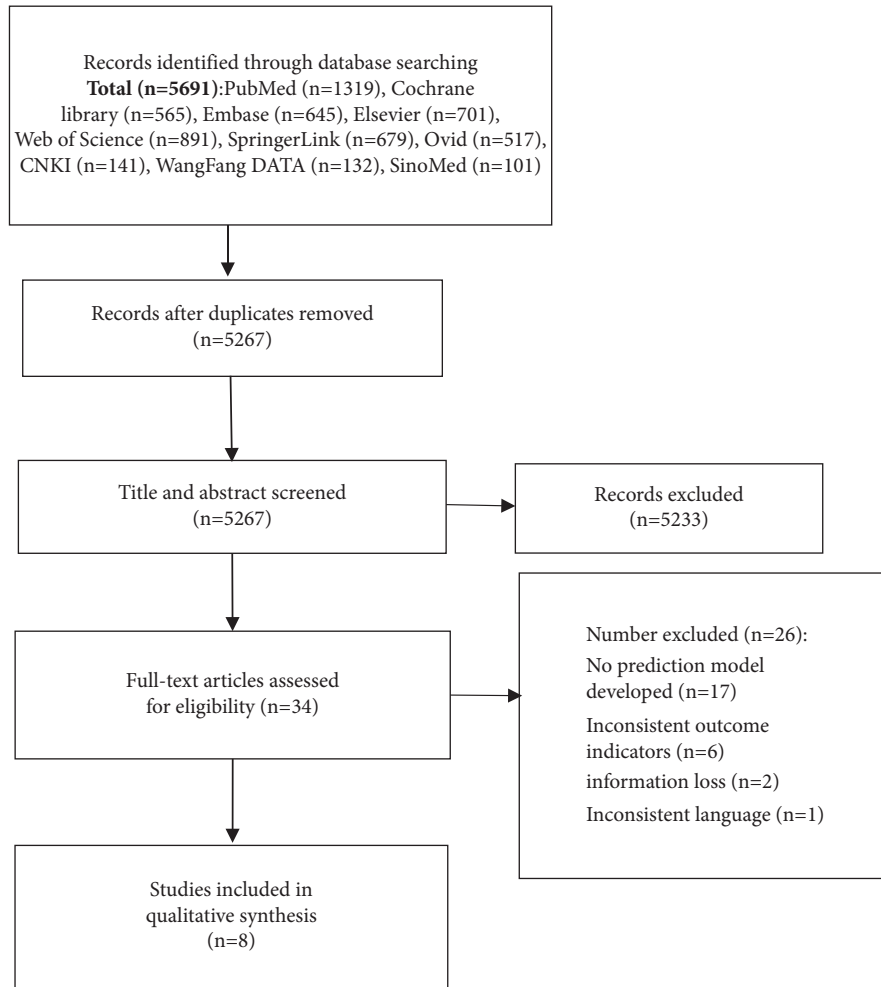 Records identified through database searching
Total (n=5691):PubMed (n=1319), Cochrane
library (n=565), Embase (n=645), Elsevier (n=701),
Web of Science (n=891), SpringerLink (n=679), Ovid (n=517),
CNKI (n=141), WangFang DATA (n=132), SinoMed (n=101)
Records after duplicates removed
(n=5267)
Title and abstract screened
(n=5267)
Records excluded
(n=5233)
Full-text articles assessed
for eligibility (n=34)
Number excluded (n=26):
No prediction model
developed (n=17)
Inconsistent outcome
indicators (n=6)
information loss (n=2)
Inconsistent language (n=1)
Studies included in
qualitative synthesis
(n=8)